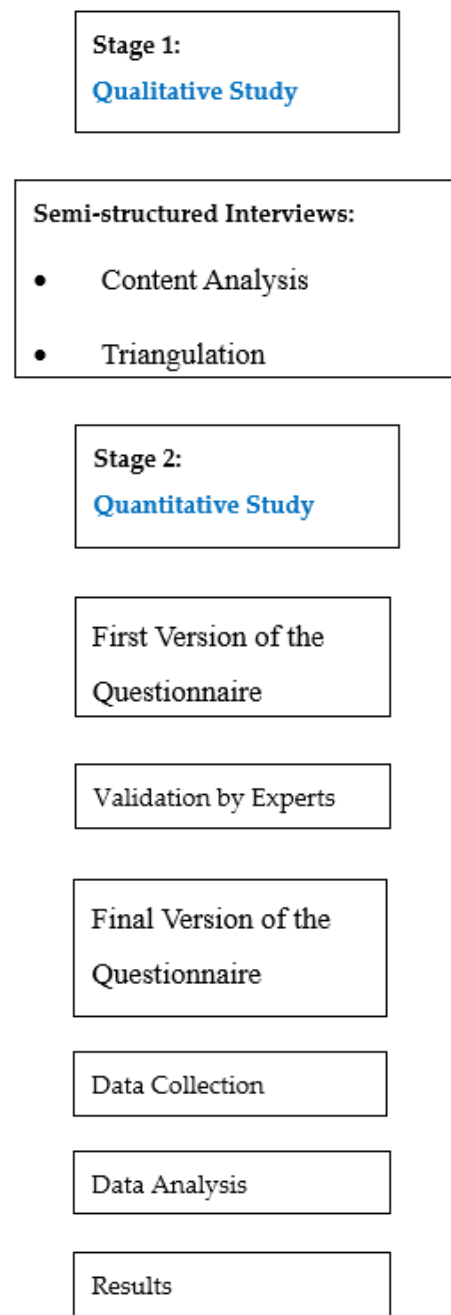 Stage 1:
Qualitative Study
Semi-structured Interviews:
• Content Analysis
• Triangulation
Stage 2:
Quantitative Study
First Version of the
Questionnaire
Validation by Experts
Final Version of the
Questionnaire
Data Collection
Data Analysis
Results